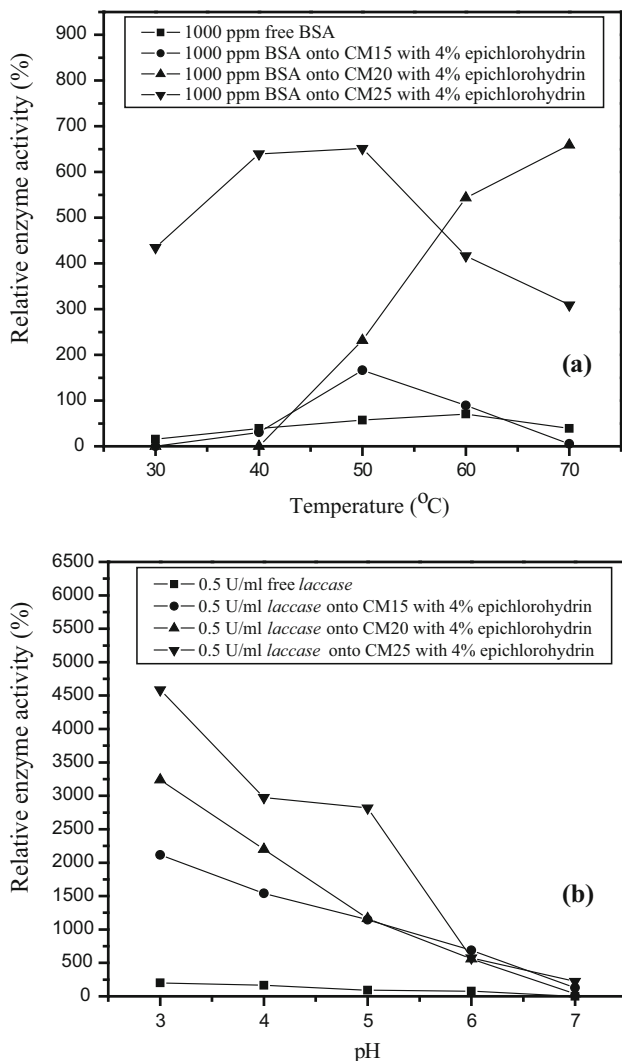 1000 ppm free BSA
1000 ppm BSA onto CM15 with 4% epichlorohydrin
1000 ppm BSA onto CM20 with 4% epichlorohydrin
1000 ppm BSA onto CM25 with 4% epichlorohydrin
Relative enzyme activity (%)
900
800
700
600
500
400
300
200
100
0
(a)
30 40 50 60 70
Temperature (°C)
0.5 U/ml free laccase
0.5 U/ml laccase onto CM15 with 4% epichlorohydrin
0.5 U/ml laccase onto CM20 with 4% epichlorohydrin
0.5 U/ml laccase onto CM25 with 4% epichlorohydrin
Relative enzyme activity (%)
6500
6000
5500
5000
4500
4000
3500
3000
2500
2000
1500
1000
500
0
(b)
3 4 5 6 7
pH